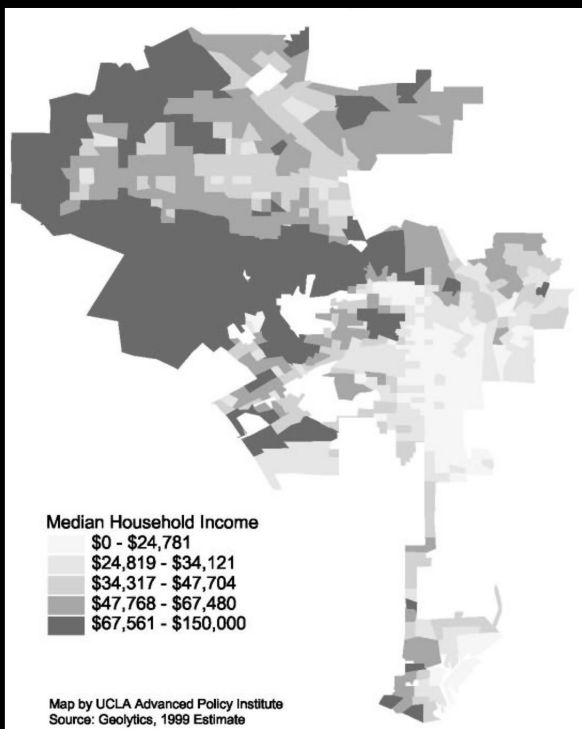 Median Household Income
$0 - $24,781
$24,819 - $34,121
$34,317 - $47,704
$47,768 - $67,480
$67,561 - $150,000
Map by UCLA Advanced Policy Institute
Source: Geolytics, 1999 Estimate